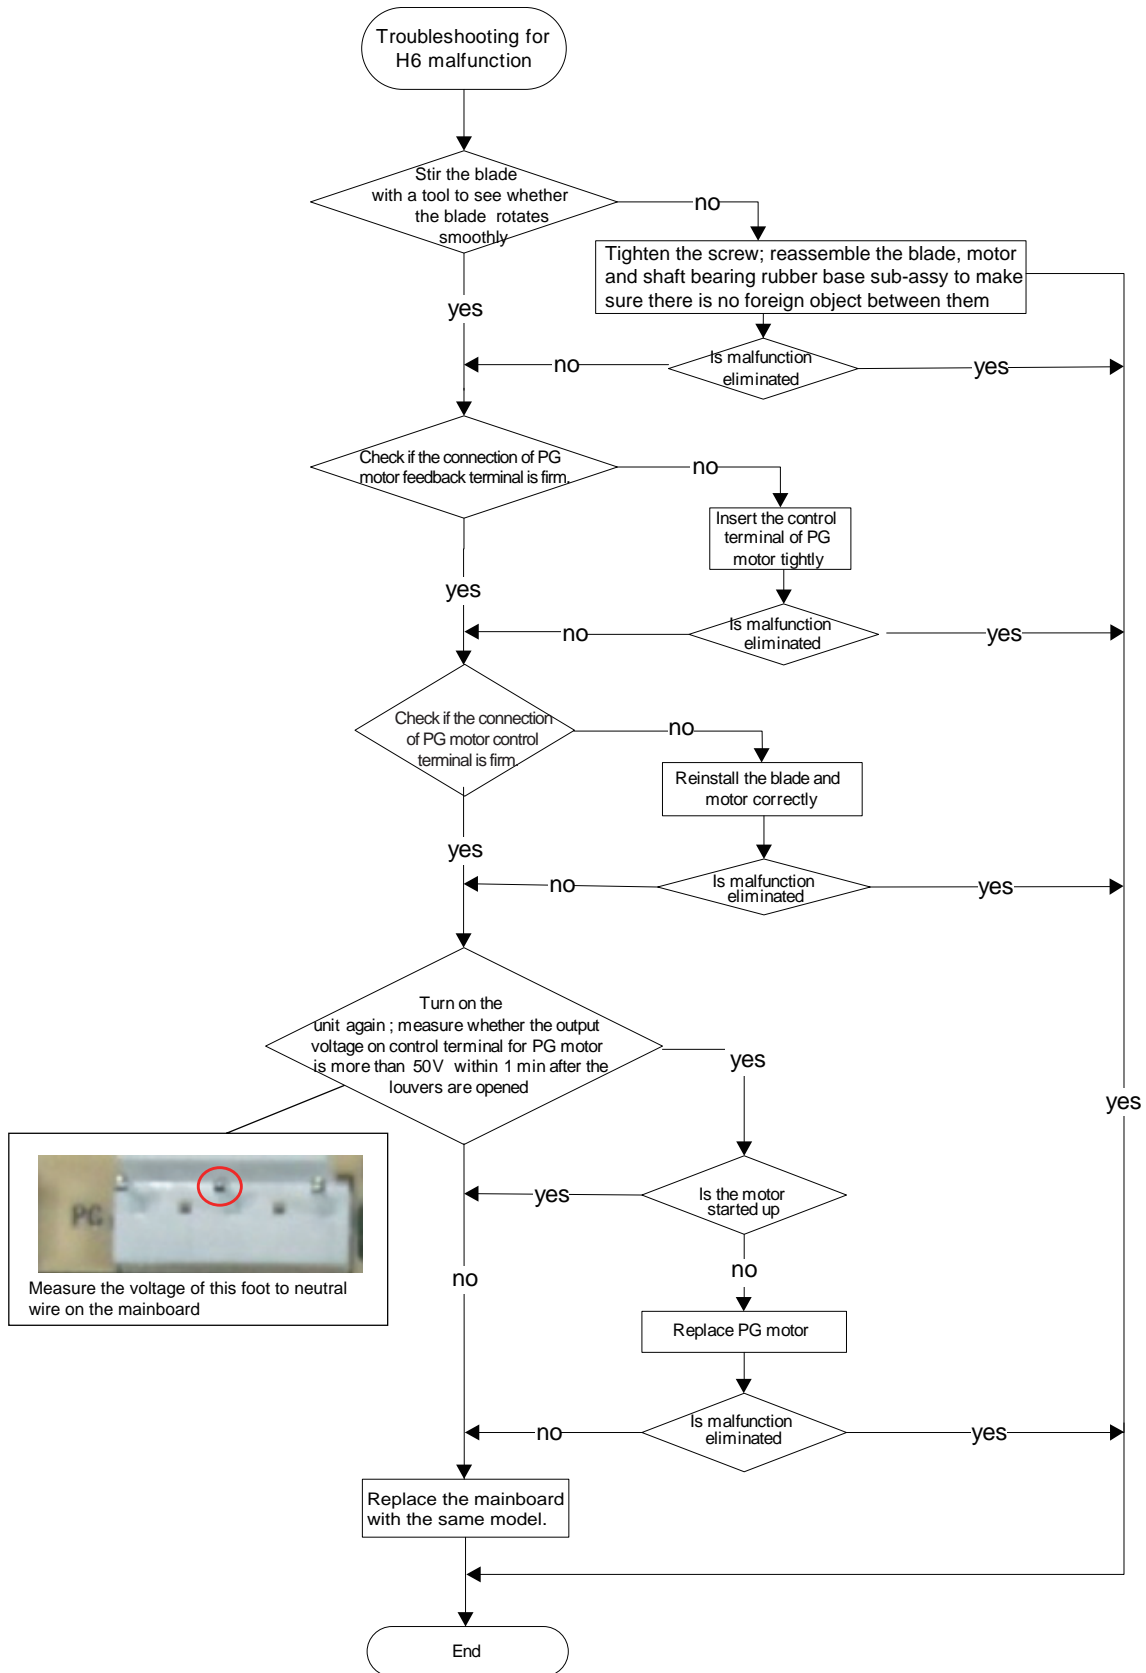 Troubleshooting for
H6 malfunction
Stir the blade
with a tool to see whether
the blade rotates
smoothly
no
Tighten the screw; reassemble the blade, motor
and shaft bearing rubber base sub-assy to make
sure there is no foreign object between them
yes
Is malfunction
eliminated
no
yes
Check if the connection of PG
motor feedback terminal is firm.
no
Insert the control
terminal of PG
motor tightly
yes
Is malfunction
eliminated
no
yes
Check if the connection
of PG motor control
terminal is firm.
no
Reinstall the blade and
motor correctly
yes
Is malfunction
eliminated
no
yes
Turn on the
unit again ; measure whether the output
voltage on control terminal for PG motor
is more than 50V within 1 min after the
louvers are opened
yes
yes
PG
Measure the voltage of this foot to neutral
wire on the mainboard
Is the motor
started up
yes
no
no
Replace PG motor
Is malfunction
eliminated
no
yes
Replace the mainboard
with the same model.
End